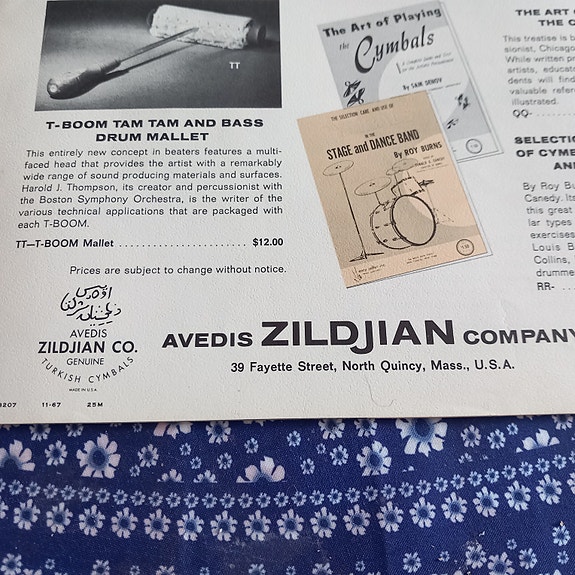 TT
T-BOOM TAM TAM AND BASS
DRUM MALLET
This entirely new concept in beaters features a multi-
faced head that provides the artist with a remarkably
wide range of sound producing materials and surfaces.
Harold J. Thompson, its creator and percussionist with
the Boston Symphony Orchestra, is the writer of the
various technical applications that are packaged with
each T-BOOM.
TT—T-BOOM Mallet . . . . . . . . . . . . . . . . . . . . . . . $12.00
Prices are subject to change without notice.
The Art of Playing
the Cymbals
By SAM DENOV
THE SELECTION, CARE, AND USE OF
IN THE
STAGE and DANCE BAND
By ROY BURNS
THE ART
THE C
This treatise is b
sionist, Chicago
While written pr
artists, educato
dents will find
valuable refere
illustrated.
QQ-
SELECTIO
OF CYME
AN
By Roy Bu
Canedy. Its
this great
lar types
exercises
Louis B
Collins,
drumme
RR-
AVEDIS
ZILDJIAN CO.
GENUINE
TURKISH CYMBALS
MADE IN U.S.A.
AVEDIS ZILDJIAN COMPANY
39 Fayette Street, North Quincy, Mass., U.S.A.
8207 11-67 25M